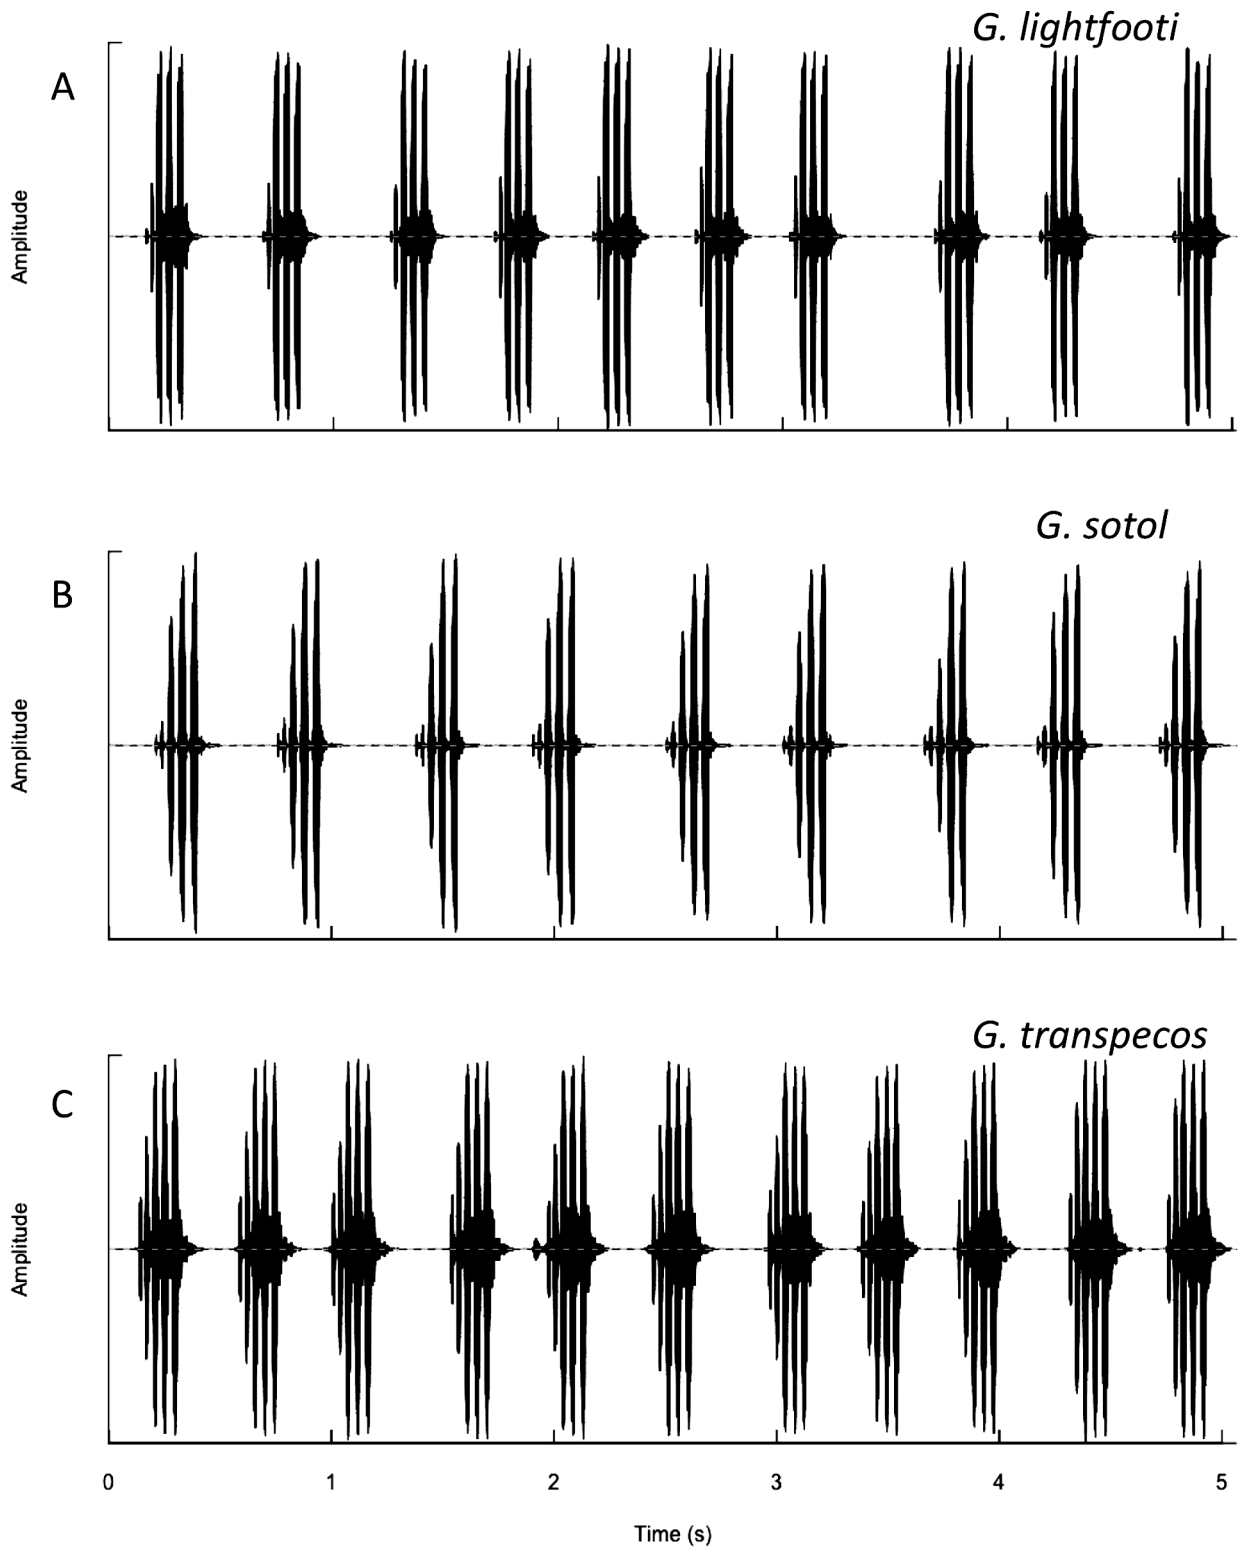 G. lightfooti
A
Amplitude
G. sotol
B
Amplitude
G. transpecos
C
Amplitude
0 1 2 3 4 5
Time (s)